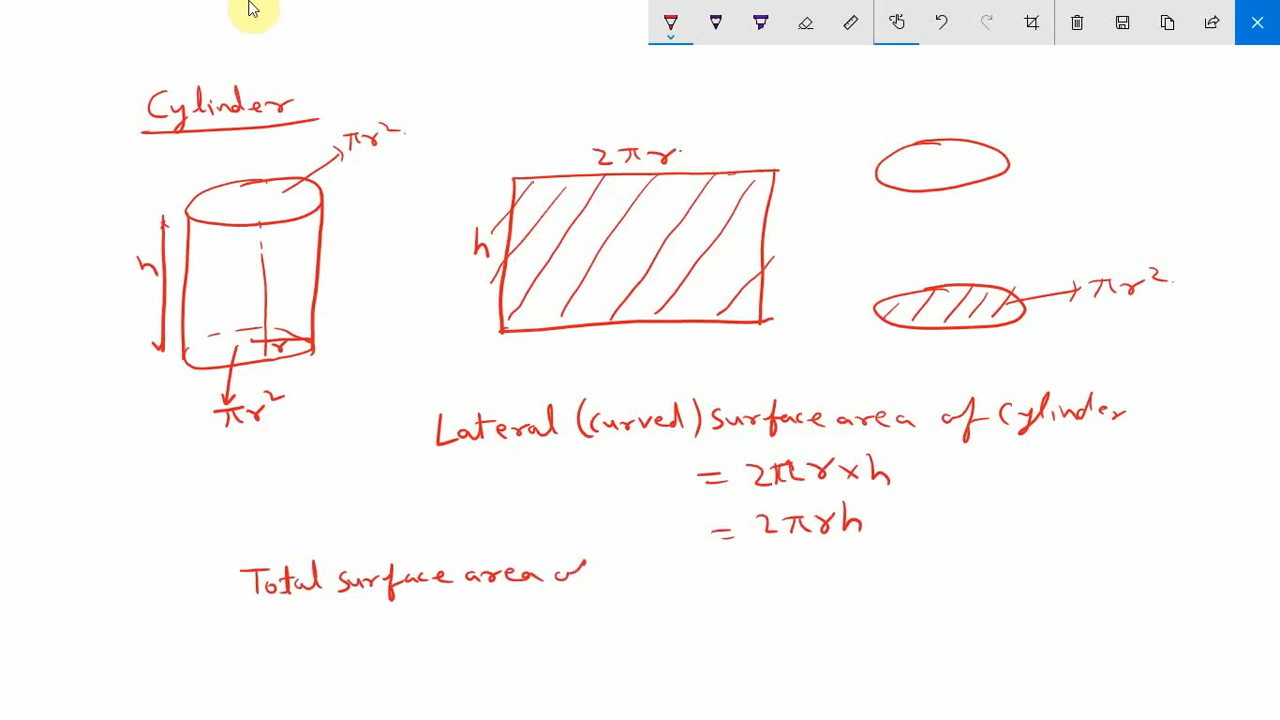 Cylinder
πr².
2πr.
h
h
r
πr²
πr².
Lateral (curved) surface area of Cylinder
= 2πr×h
= 2πrh
Total surface area